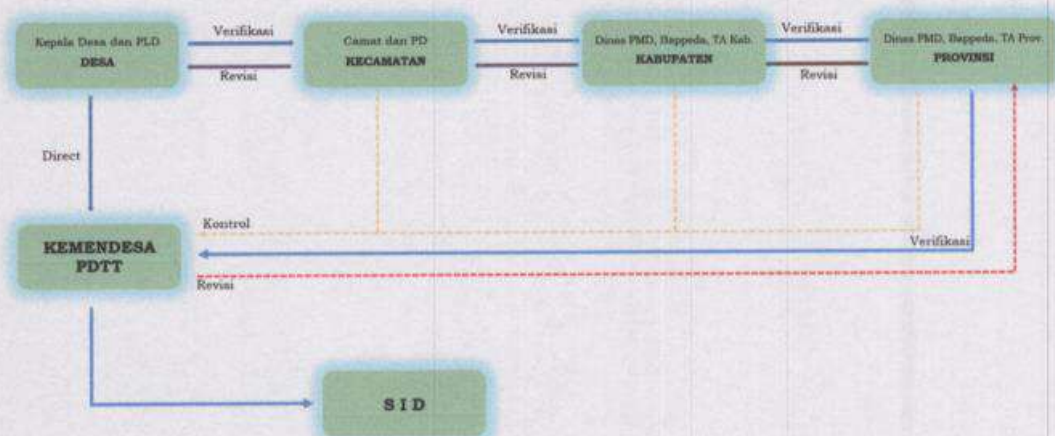 Kepala Desa dan PLD
DESA
Verifikasi
Revisi
Camat dan PD
KECAMATAN
Verifikasi
Revisi
Dinas PMD, Bappeda, TA Kab.
KABUPATEN
Verifikasi
Revisi
Dinas PMD, Bappeda, TA Prov.
PROVINSI
Direct
Kontrol
KEMENDESA
PDTT
Verifikasi
Revisi
S I D